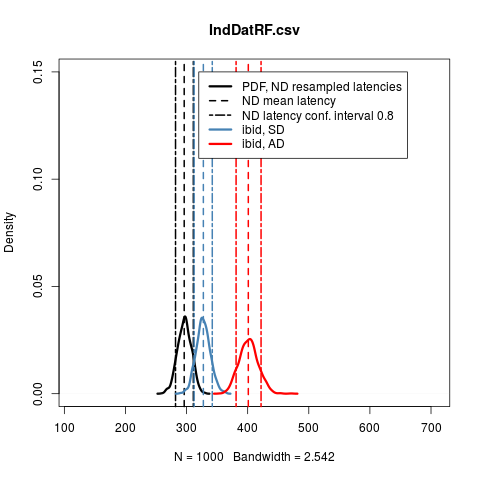 IndDatRF.csv
PDF, ND resampled latencies
ND mean latency
ND latency conf. interval 0.8
ibid, SD
ibid, AD
Density
0.15
0.10
0.05
0.00
100 200 300 400 500 600 700
N = 1000 Bandwidth = 2.542